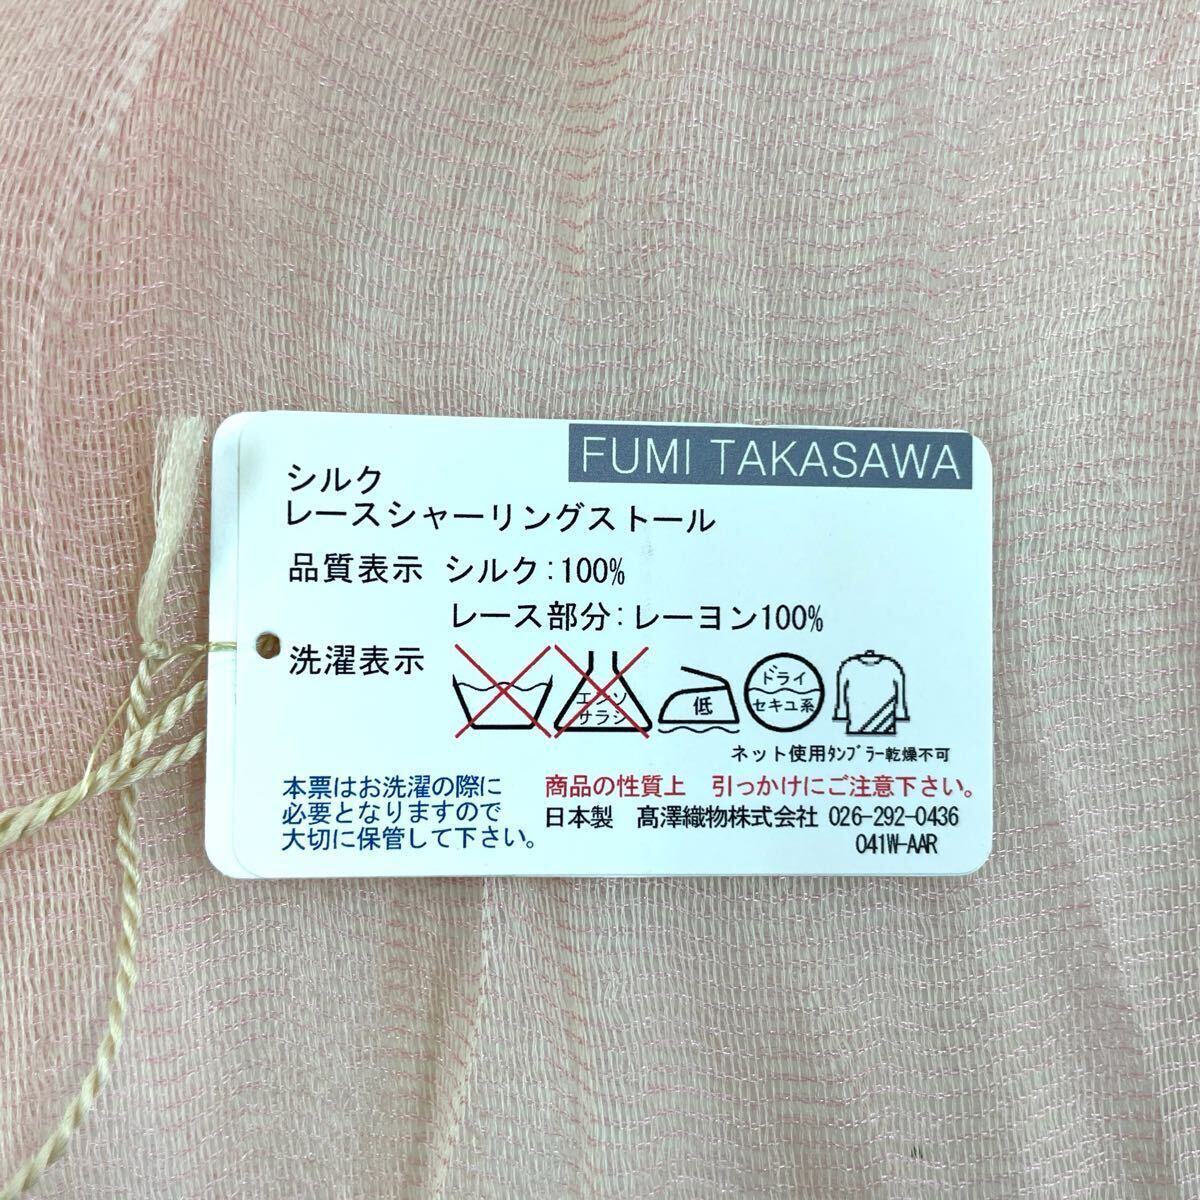 FUMI TAKASAWA
シルク
レースシャーリングストール
品質表示 シルク:100%
レース部分:レーヨン100%
洗濯表示
エンソ
サラシ
低
ドライ
セキユ系
ネット使用ﾀﾝﾌﾞﾗｰ乾燥不可
本票はお洗濯の際に
必要となりますので
大切に保管して下さい。
商品の性質上 引っかけにご注意下さい。
日本製 髙澤織物株式会社 026-292-0436
041W-AAR